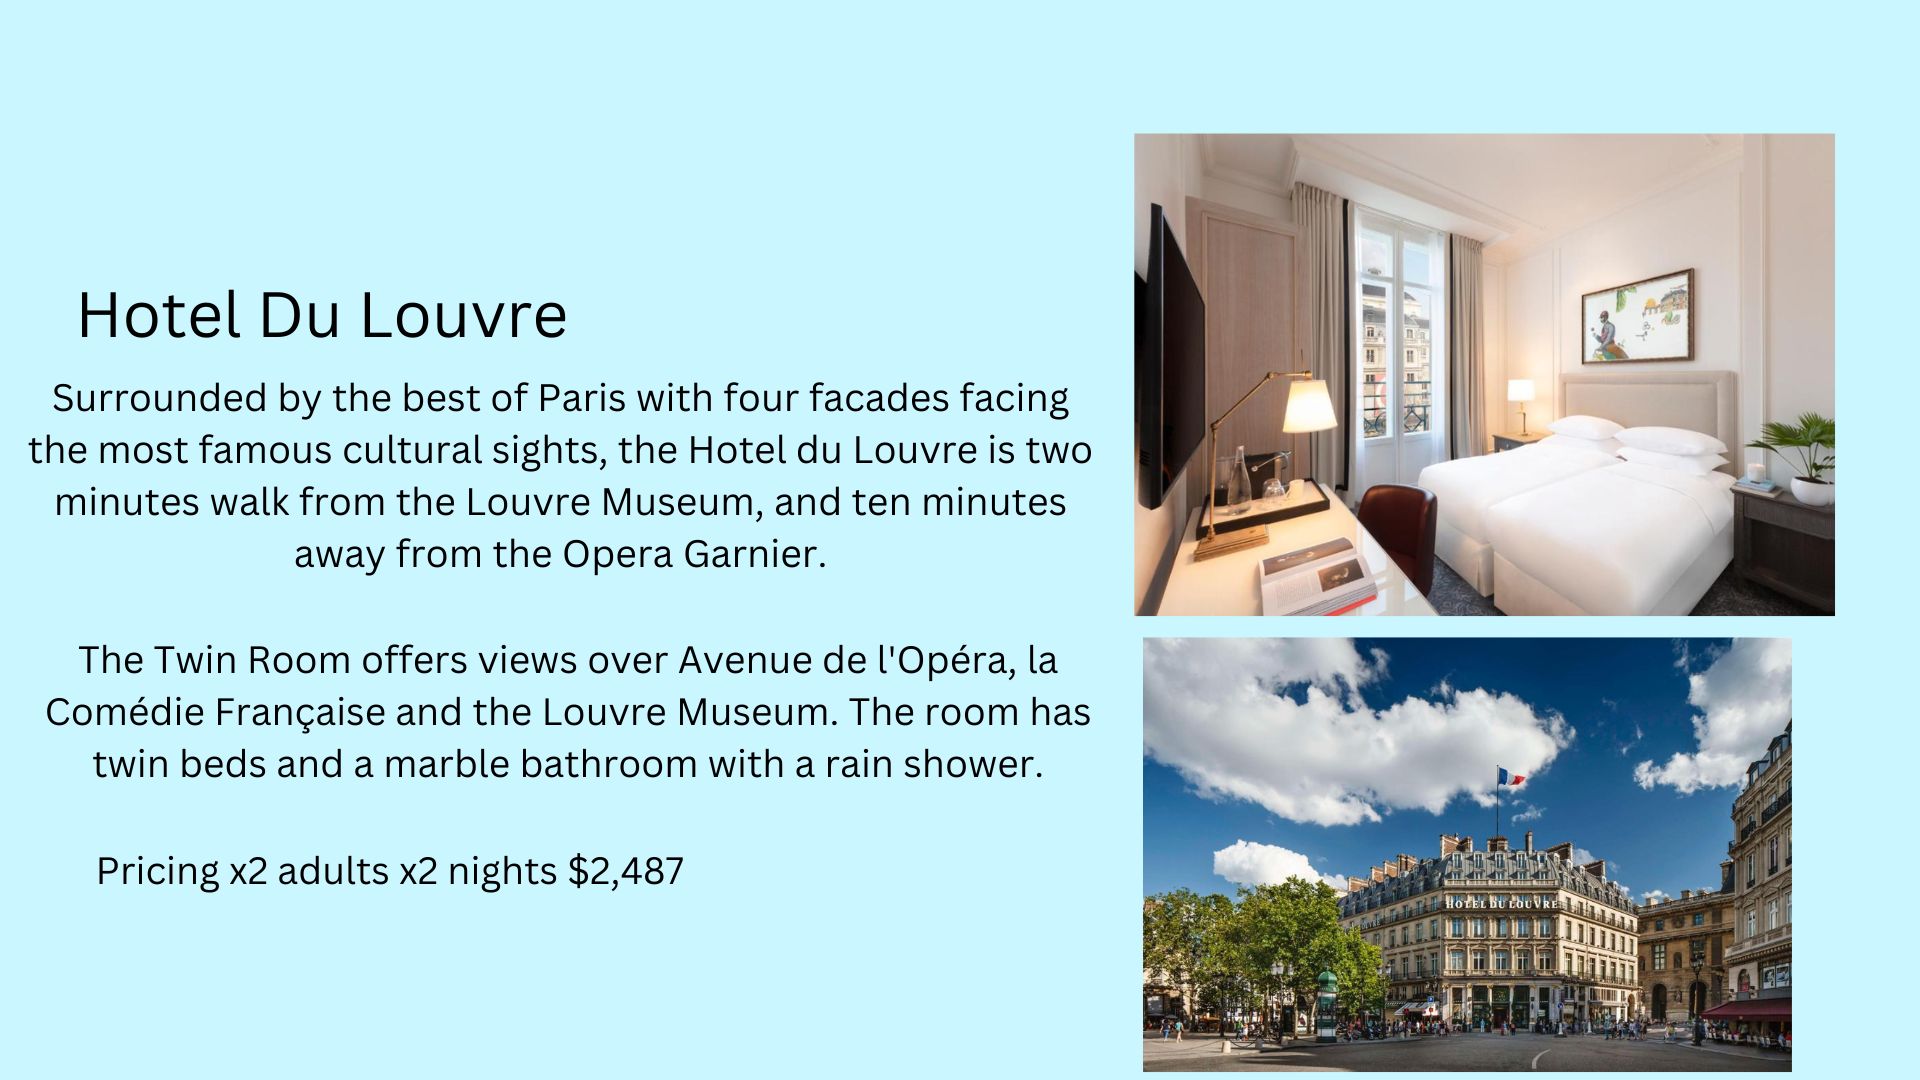 Hotel Du Louvre
Surrounded by the best of Paris with four facades facing
the most famous cultural sights, the Hotel du Louvre is two
minutes walk from the Louvre Museum, and ten minutes
away from the Opera Garnier.
The Twin Room offers views over Avenue de l'Opéra, la
Comédie Française and the Louvre Museum. The room has
twin beds and a marble bathroom with a rain shower.
Pricing x2 adults x2 nights $2,487
HOTEL DU LOUVRE